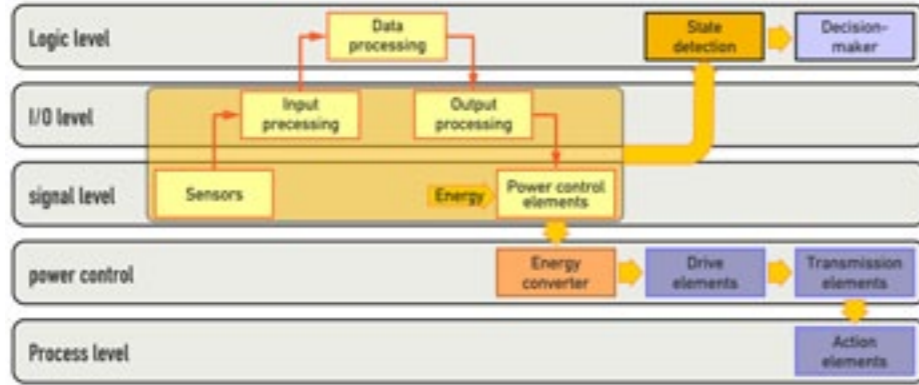 Logic level
Data
processing
State
detection
Decision-
maker
I/O level
Input
precessing
Output
processing
signal level
Sensors
Energy
Power control
elements
power control
Energy
converter
Drive
elements
Transmission
elements
Process level
Action
elements